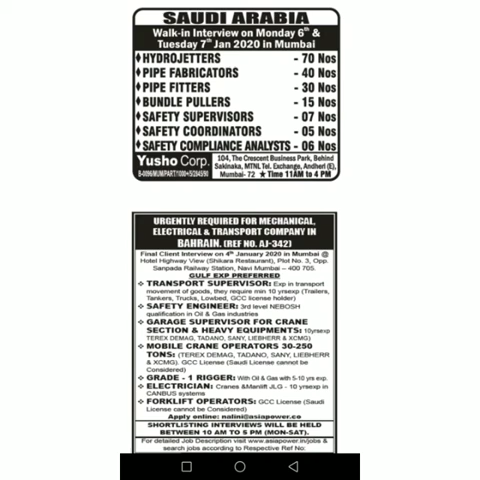 SAUDI ARABIA
Walk-in Interview on Monday 6th &
Tuesday 7th Jan 2020 in Mumbai
♦HYDROJETTERS - 70 Nos
♦PIPE FABRICATORS - 40 Nos
♦PIPE FITTERS - 30 Nos
♦BUNDLE PULLERS - 15 Nos
♦SAFETY SUPERVISORS - 07 Nos
♦SAFETY COORDINATORS - 05 Nos
♦SAFETY COMPLIANCE ANALYSTS - 06 Nos
Yusho Corp. 104, The Crescent Business Park, Behind
Sakinaka, MTNL Tel. Exchange, Andheri (E),
Mumbai- 72 ★ Time 11AM to 4 PM
URGENTLY REQUIRED FOR MECHANICAL,
ELECTRICAL & TRANSPORT COMPANY IN
BAHRAIN. (REF NO. AJ-342)
Final Client Interview on 4th January 2020 in Mumbai @
Hotel Highway View (Shikara Restaurant), Plot No. 3, Opp.
Sanpada Railway Station, Navi Mumbai – 400 705.
GULF EXP PREFERRED
❖ TRANSPORT SUPERVISOR: Exp in transport
movement of goods, they require min 10 yrsexp (Trailers,
Tankers, Trucks, Lowbed, GCC license holder)
❖ SAFETY ENGINEER: 3rd level NEBOSH
qualification in Oil & Gas industries
❖ GARAGE SUPERVISOR FOR CRANE
SECTION & HEAVY EQUIPMENTS: 10yrsexp
TEREX DEMAG, TADANO, SANY, LIEBHERR & XCMG)
❖ MOBILE CRANE OPERATORS 30-250
TONS: (TEREX DEMAG, TADANO, SANY, LIEBHERR
& XCMG). GCC License (Saudi License cannot be
Considered)
❖ GRADE - 1 RIGGER: With Oil & Gas with 5-10 yrs exp.
❖ ELECTRICIAN: Cranes &Manlift JLG - 10 yrsexp in
CANBUS systems
❖ FORKLIFT OPERATORS: GCC License (Saudi
License cannot be Considered)
Apply online: nalini@asiapower.co
SHORTLISTING INTERVIEWS WILL BE HELD
BETWEEN 10 AM TO 5 PM (MON-SAT).
For detailed Job Description visit www.asiapower.in/jobs &
search jobs according to Respective Ref No: